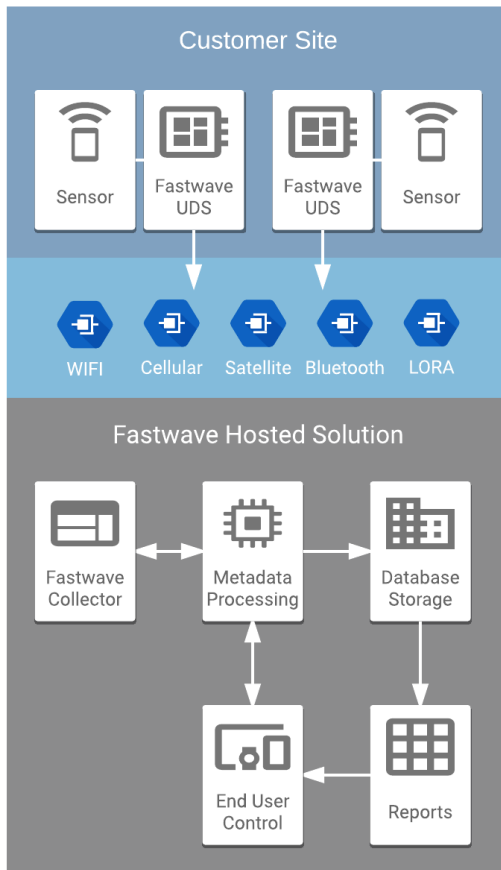 Customer Site
Sensor
Fastwave
UDS
Fastwave
UDS
Sensor
WIFI
Cellular
Satellite
Bluetooth
LORA
Fastwave Hosted Solution
Fastwave
Collector
Metadata
Processing
Database
Storage
End User
Control
Reports